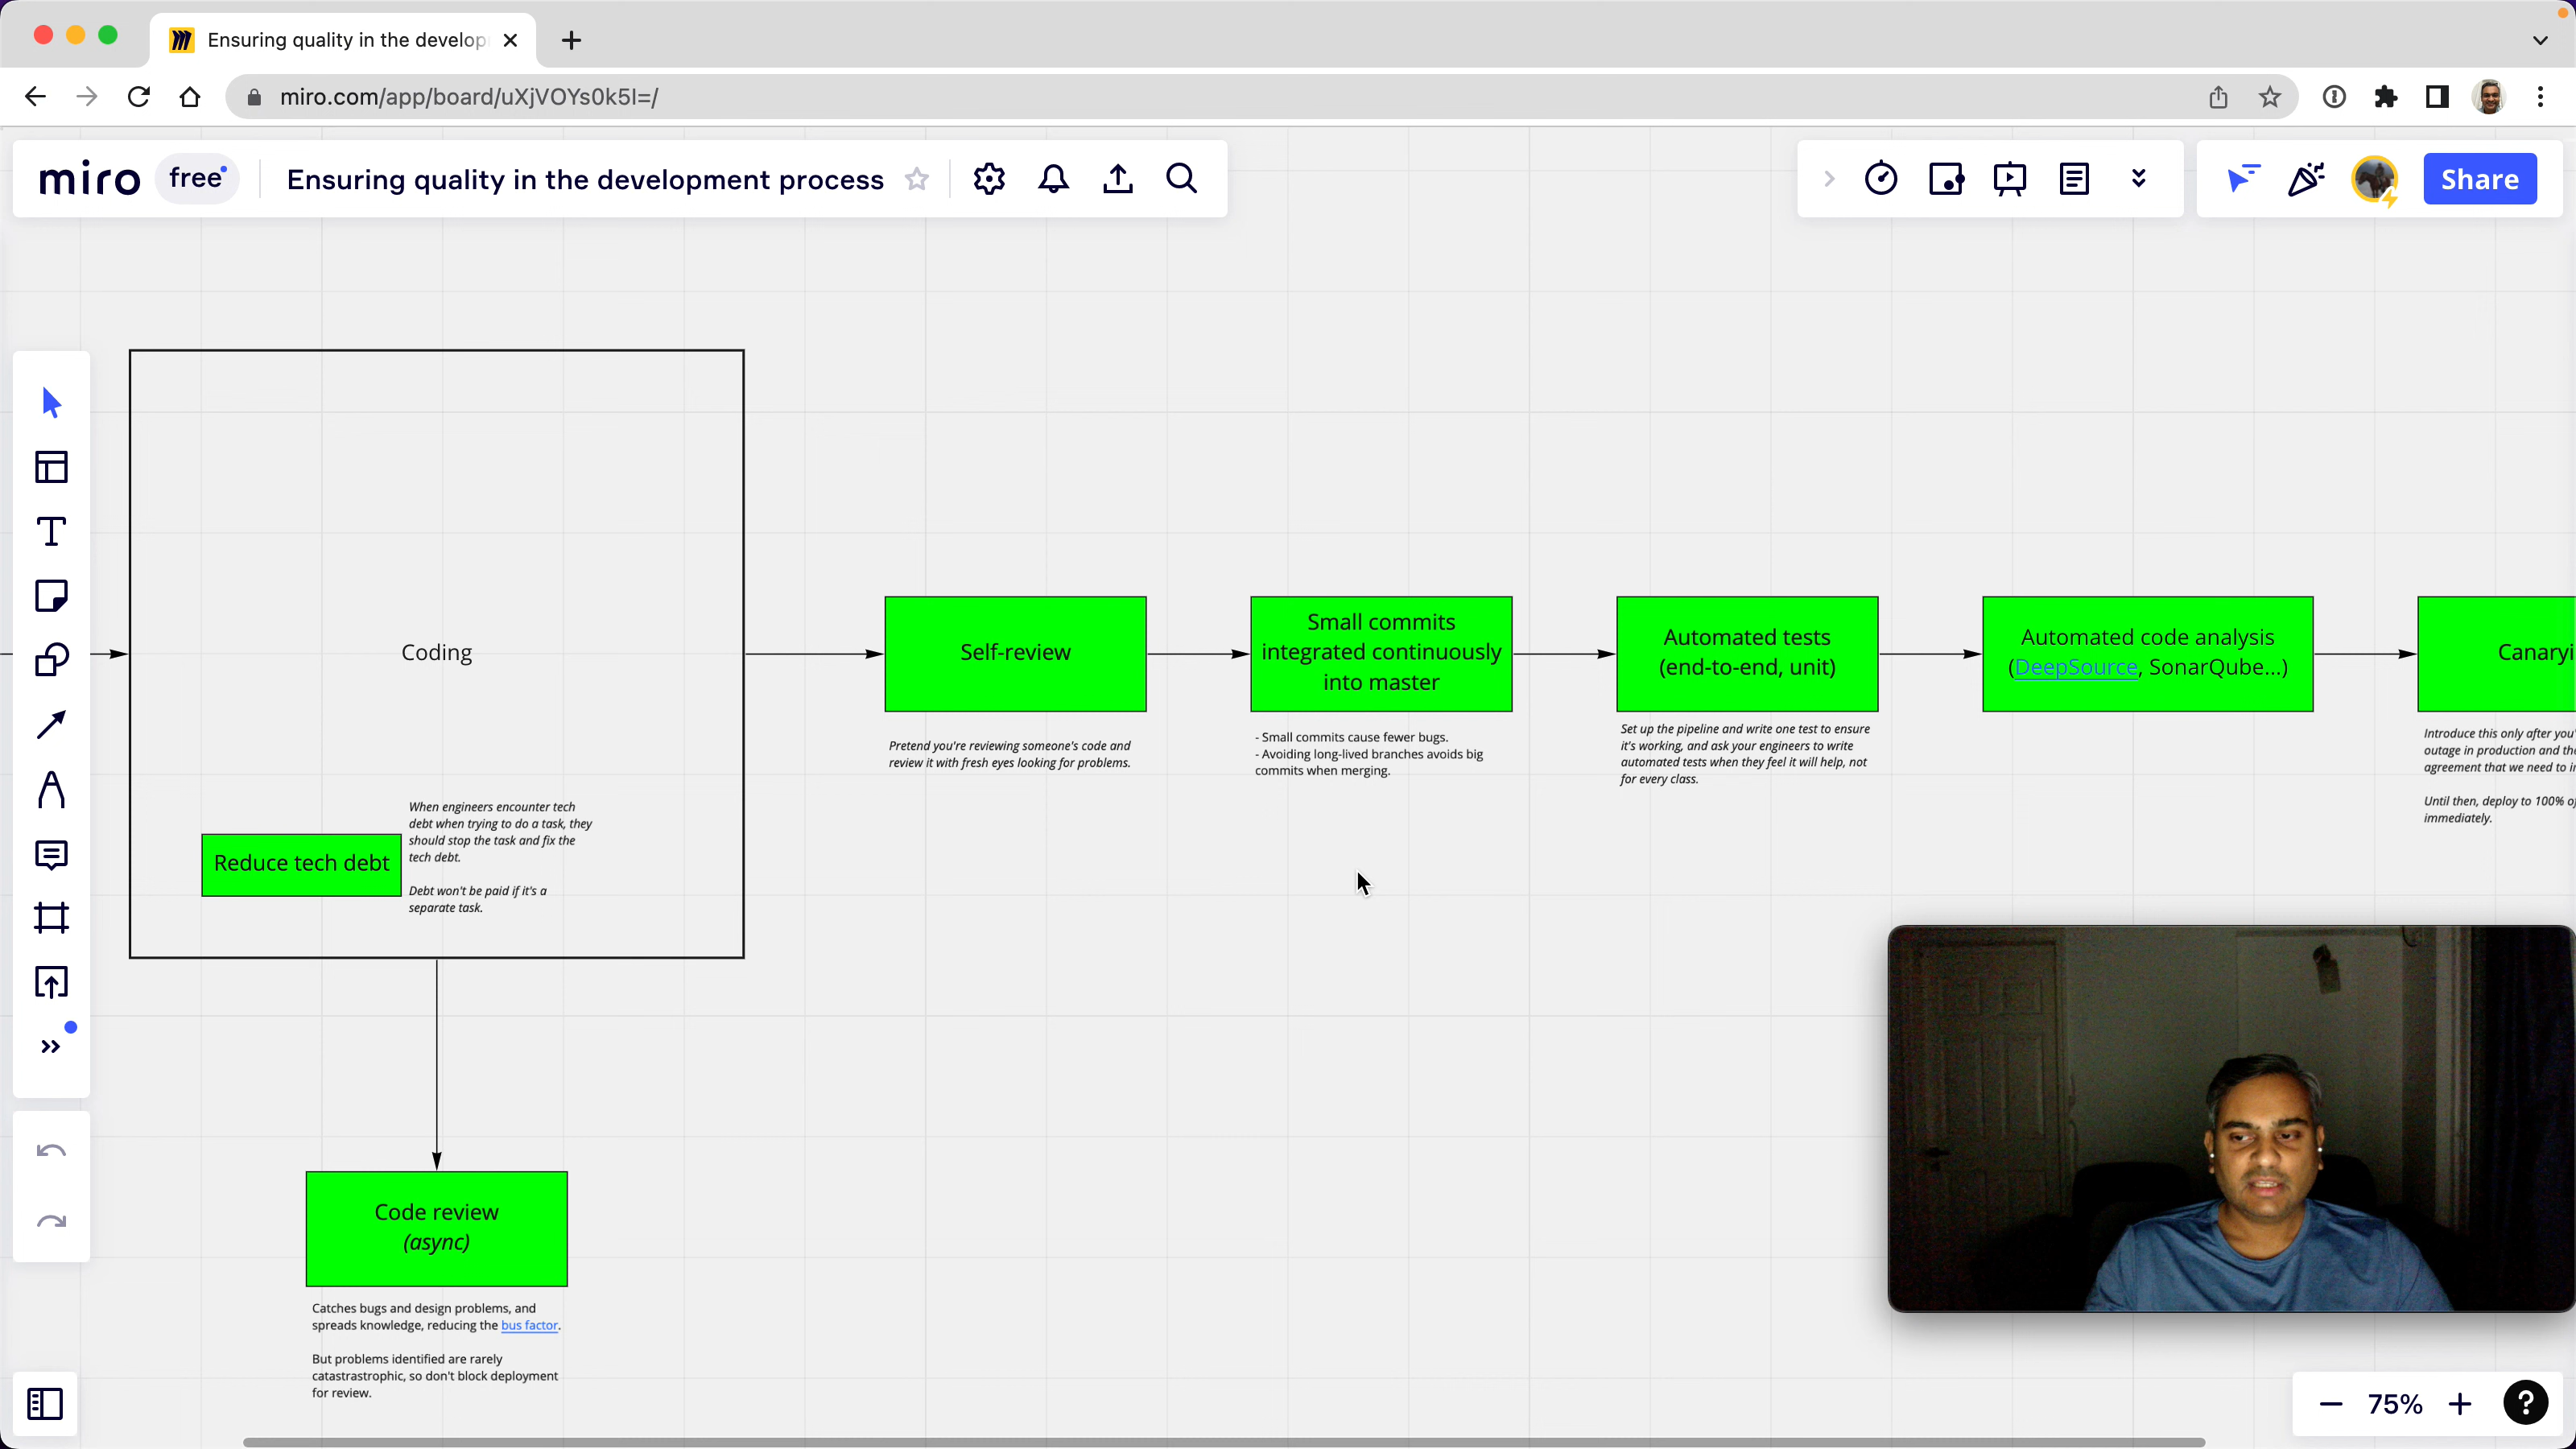 Ensuring quality in the develop
miro.com/app/board/uXjVOYs0k5I=/
miro
free
Ensuring quality in the development process
Share
Coding
Reduce tech debt
When engineers encounter tech
debt when trying to do a task, they
should stop the task and fix the
tech debt.
Debt won't be paid if it's a
separate task.
Self-review
Pretend you're reviewing someone's code and
review it with fresh eyes looking for problems.
Small commits
integrated continuously
into master
- Small commits cause fewer bugs.
- Avoiding long-lived branches avoids big
commits when merging.
Automated tests
(end-to-end, unit)
Set up the pipeline and write one test to ensure
it's working, and ask your engineers to write
automated tests when they feel it will help, not
for every class.
Automated code analysis
(DeepSource, SonarQube...)
Canaryi
Introduce this only after you'
outage in production and the
agreement that we need to in
Until then, deploy to 100% of
immediately.
Code review
(async)
Catches bugs and design problems, and
spreads knowledge, reducing the bus factor.
But problems identified are rarely
catastrastrophic, so don't block deployment
for review.
75%